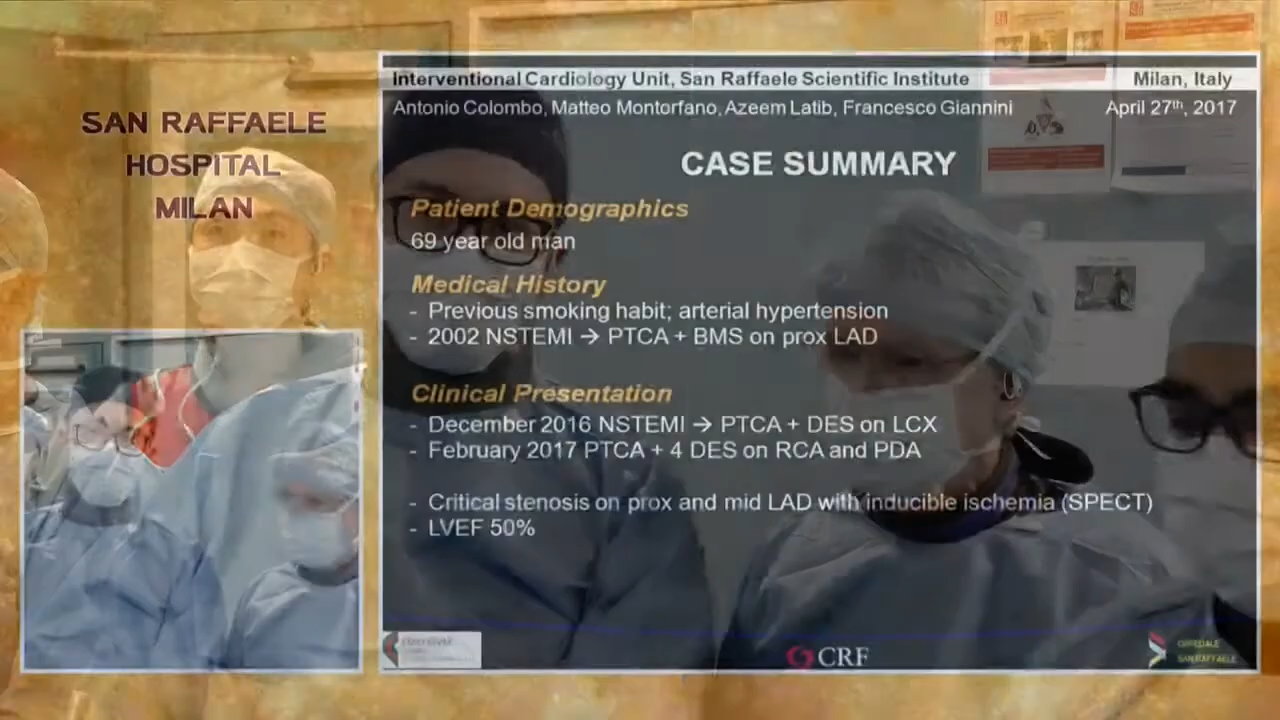 SAN RAFFAELE
HOSPITAL
MILAN
Interventional Cardiology Unit, San Raffaele Scientific Institute Milan, Italy
Antonio Colombo, Matteo Montorfano, Azeem Latib, Francesco Giannini April 27th, 2017
CASE SUMMARY
Patient Demographics
69 year old man
Medical History
- Previous smoking habit; arterial hypertension
- 2002 NSTEMI → PTCA + BMS on prox LAD
Clinical Presentation
- December 2016 NSTEMI → PTCA + DES on LCX
- February 2017 PTCA + 4 DES on RCA and PDA
- Critical stenosis on prox and mid LAD with inducible ischemia (SPECT)
- LVEF 50%
CRF
OSPEDALE
SAN RAFFAELE